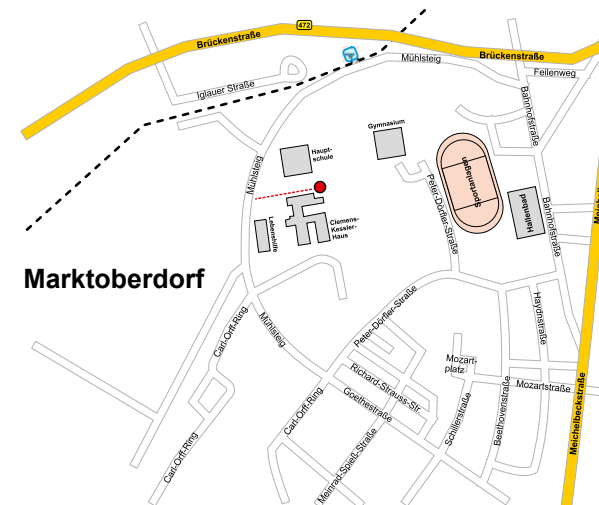 472
Brückenstraße
Brückenstraße
Mühlsteig
Feilenweg
Iglauer Straße
Bahnhofstraße
Gymnasium
Haupt-
schule
Mühlsteig
Sportanlagen
Peter-Dörfler-Straße
Hallenbad
Bahnhofstraße
Lebenshilfe
Clemens-
Kessler-
Haus
Marktoberdorf
Mühlsteig
Carl-Orff-Ring
Peter-Dörfler-Straße
Haydnstraße
Mozart-
platz
Mozartstraße
Richard-Strauss-Str.
Goethestraße
Carl-Orff-Ring
Schillerstraße
Beethovenstraße
Meichelbeckstraße
Carl-Orff-Ring
Meinrad-Spieß-Straße